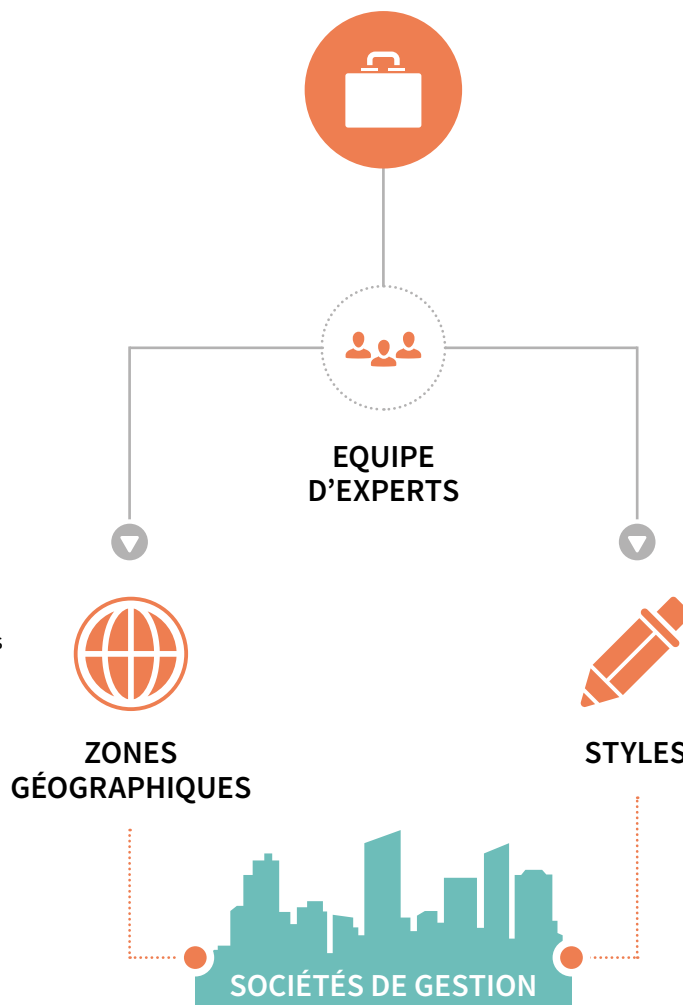 EQUIPE
D'EXPERTS
s
ZONES
GÉOGRAPHIQUES
STYLES
SOCIÉTÉS DE GESTION